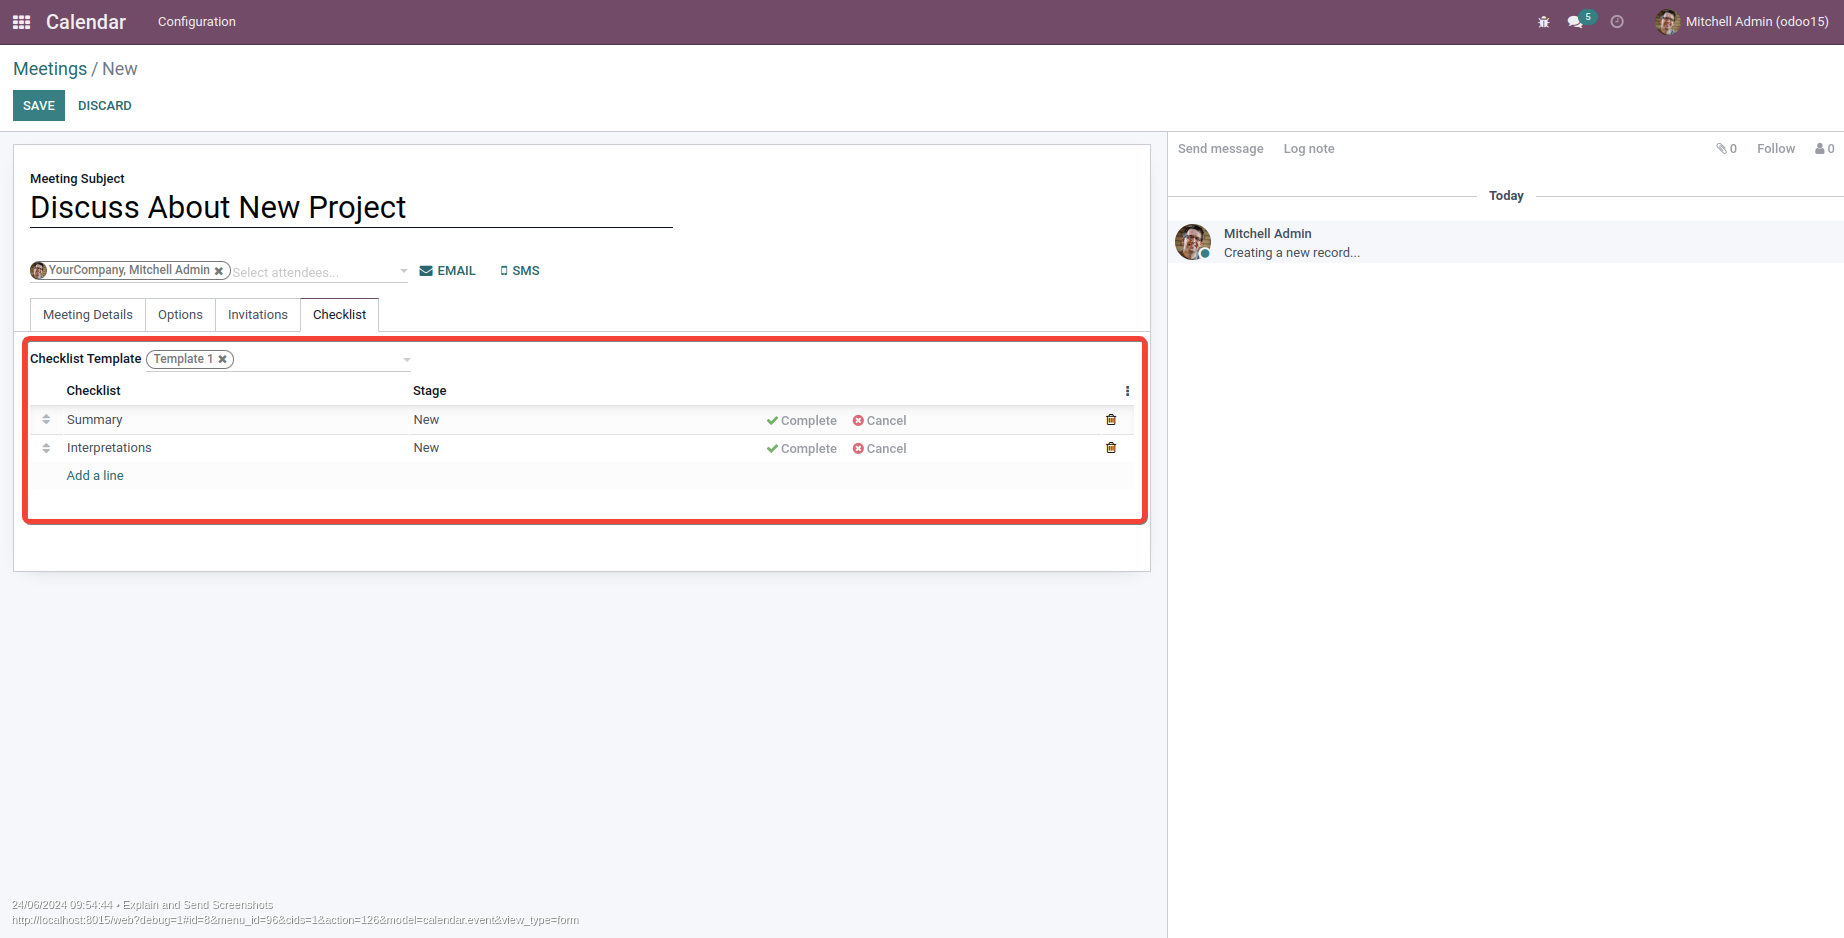 Calendar Configuration 5 Mitchell Admin (odoo15)
Meetings / New
SAVE DISCARD
Send message Log note 0 Follow 0
Meeting Subject
Discuss About New Project
Today
Mitchell Admin
Creating a new record...
YourCompany, Mitchell Admin Select attendees... EMAIL SMS
Meeting Details Options Invitations Checklist
Checklist Template Template 1
Checklist Stage
Summary New Complete Cancel
Interpretations New Complete Cancel
Add a line
24/06/2024 09:54:44 • Explain and Send Screenshots
http://localhost:8015/web?debug=1#id=8&menu_id=96&cids=1&action=126&model=calendar.event&view_type=form